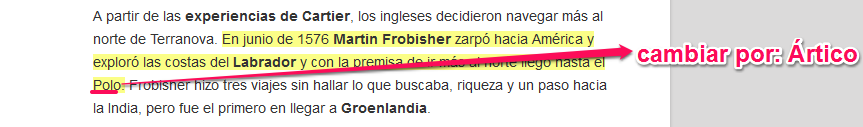 A partir de las experiencias de Cartier, los ingleses decidieron navegar más al
norte de Terranova. En junio de 1576 Martin Frobisher zarpó hacia América y
exploró las costas del Labrador y con la premisa de ir más al norte llegó hasta el
Polo. Frobisher hizo tres viajes sin hallar lo que buscaba, riqueza y un paso hacia
la India, pero fue el primero en llegar a Groenlandia.
cambiar por: Ártico